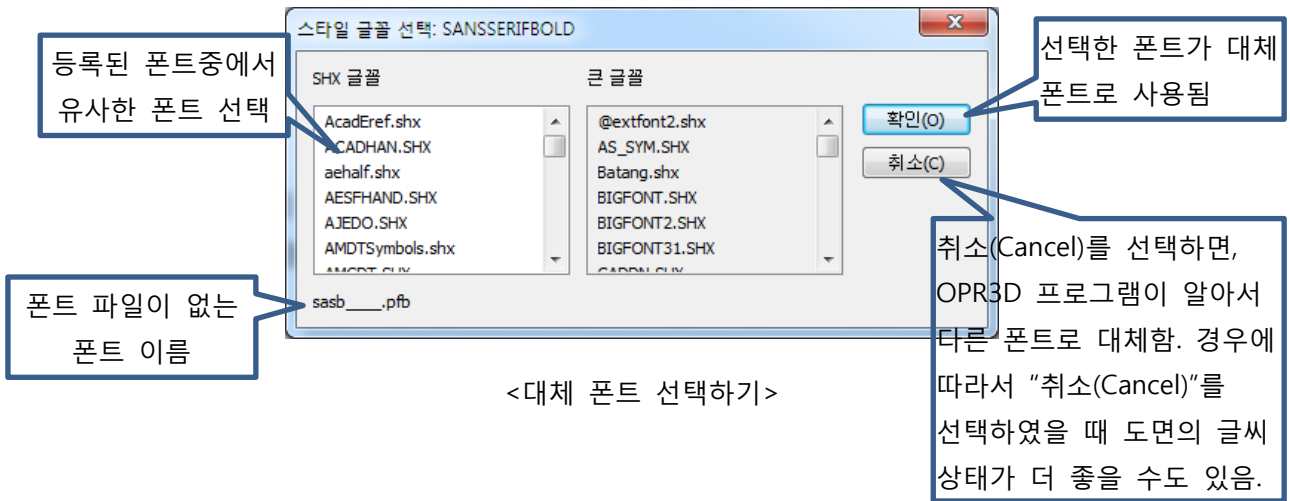 스타일 글꼴 선택: SANSSERIFBOLD
등록된 폰트중에서
유사한 폰트 선택
선택한 폰트가 대체
폰트로 사용됨
SHX 글꼴
AcadEref.shx
ACADHAN.SHX
aehalf.shx
AESFHAND.SHX
AJEDO.SHX
AMDTSymbols.shx
큰 글꼴
@extfont2.shx
AS_SYM.SHX
Batang.shx
BIGFONT.SHX
BIGFONT2.SHX
BIGFONT31.SHX
확인(O)
취소(C)
폰트 파일이 없는
폰트 이름
sasb____.pfb
취소(Cancel)를 선택하면,
OPR3D 프로그램이 알아서
다른 폰트로 대체함. 경우에
따라서 "취소(Cancel)"를
선택하였을 때 도면의 글씨
상태가 더 좋을 수도 있음.
<대체 폰트 선택하기>